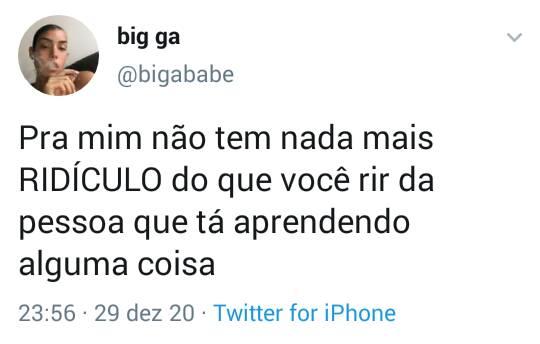 big ga
@bigababe
Pra mim não tem nada mais
RIDÍCULO do que você rir da
pessoa que tá aprendendo
alguma coisa
23:56 · 29 dez 20 · Twitter for iPhone